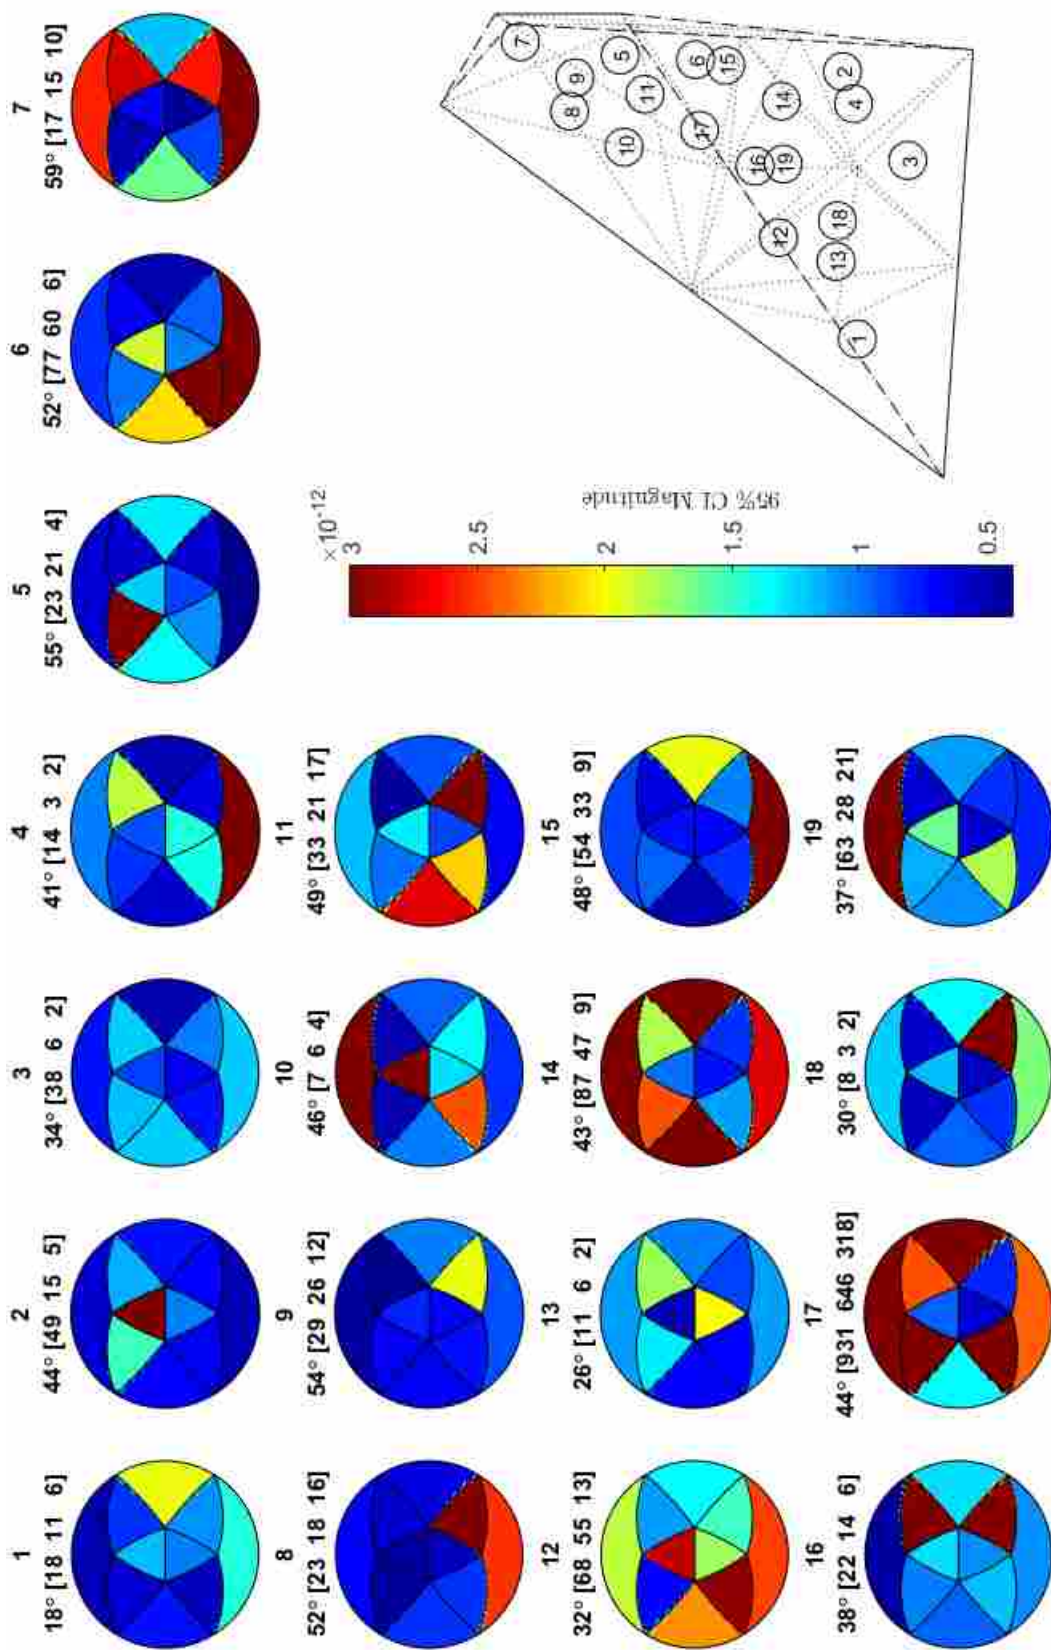 1
18° [18 11 6]
2
44° [49 15 5]
3
34° [38 6 2]
4
41° [14 3 2]
5
55° [23 21 4]
6
52° [77 60 6]
7
59° [17 15 10]
8
52° [23 18 16]
9
54° [29 26 12]
10
46° [7 6 4]
11
49° [33 21 17]
12
32° [68 55 13]
13
26° [11 6 2]
14
43° [87 47 9]
15
48° [54 33 9]
16
38° [22 14 6]
17
44° [931 646 318]
18
30° [8 3 2]
19
37° [63 28 21]
×10⁻¹²
3
2.5
2
1.5
1
0.5
95% CI Magnitude
7
5
9
8
6
15
11
10
17
2
14
4
16
19
3
12
18
13
1